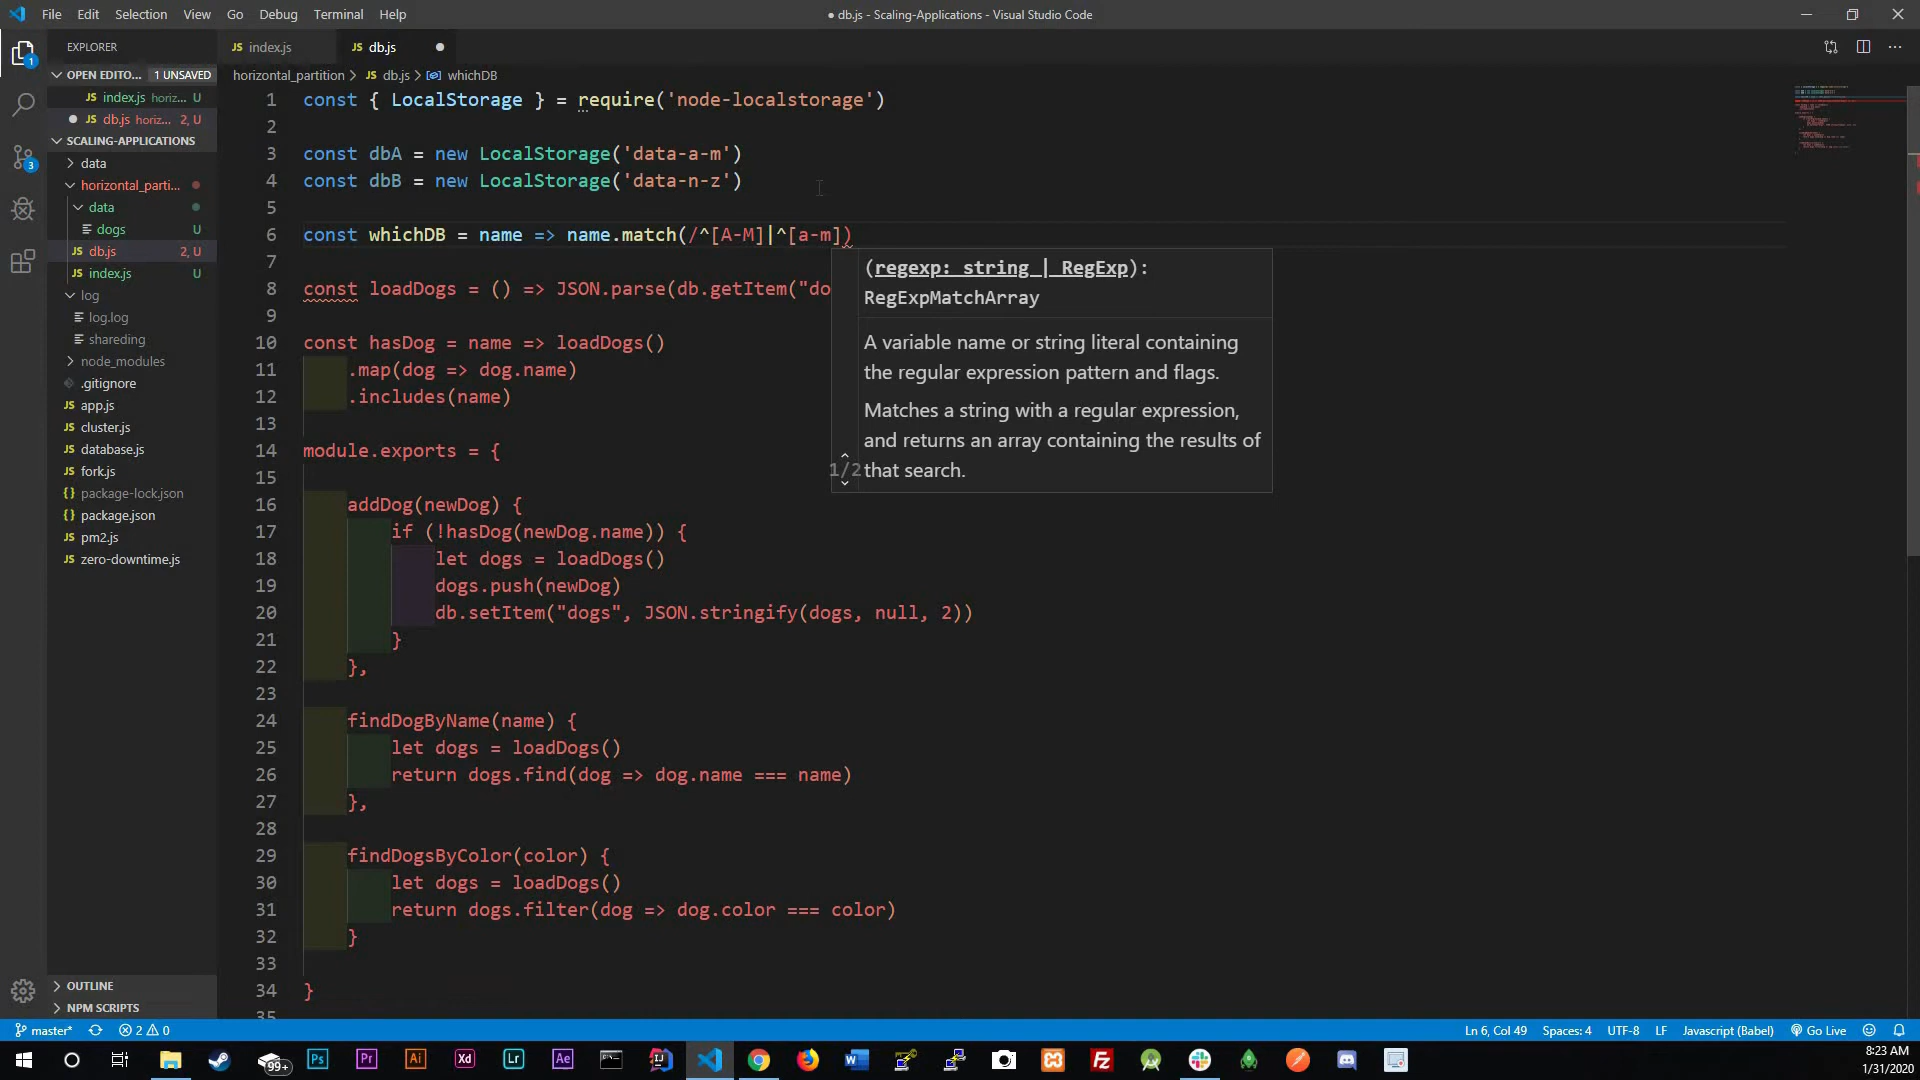 File Edit Selection View Go Debug Terminal Help
● db.js - Scaling-Applications - Visual Studio Code
EXPLORER
JS index.js
JS db.js
OPEN EDITO... 1 UNSAVED
horizontal_partition > JS db.js > whichDB
JS index.js horiz... U
JS db.js horiz... 2, U
SCALING-APPLICATIONS
data
horizontal_parti...
data
dogs U
JS db.js 2, U
JS index.js U
log
log.log
shareding
node_modules
.gitignore
JS app.js
JS cluster.js
JS database.js
JS fork.js
{} package-lock.json
{} package.json
JS pm2.js
JS zero-downtime.js
OUTLINE
NPM SCRIPTS
1 const { LocalStorage } = require('node-localstorage')
2
3 const dbA = new LocalStorage('data-a-m')
4 const dbB = new LocalStorage('data-n-z')
5
6 const whichDB = name => name.match(/^[A-M]|^[a-m])
7
8 const loadDogs = () => JSON.parse(db.getItem("do
9
10 const hasDog = name => loadDogs()
11 .map(dog => dog.name)
12 .includes(name)
13
14 module.exports = {
15
16 addDog(newDog) {
17 if (!hasDog(newDog.name)) {
18 let dogs = loadDogs()
19 dogs.push(newDog)
20 db.setItem("dogs", JSON.stringify(dogs, null, 2))
21 }
22 },
23
24 findDogByName(name) {
25 let dogs = loadDogs()
26 return dogs.find(dog => dog.name === name)
27 },
28
29 findDogsByColor(color) {
30 let dogs = loadDogs()
31 return dogs.filter(dog => dog.color === color)
32 }
33
34 }
35
(regexp: string | RegExp):
RegExpMatchArray
A variable name or string literal containing
the regular expression pattern and flags.
Matches a string with a regular expression,
and returns an array containing the results of
1/2 that search.
1
3
master* 2 0
Ln 6, Col 49 Spaces: 4 UTF-8 LF Javascript (Babel) Go Live
99+ Ps Pr Ai Xd Lr Ae
8:23 AM
1/31/2020